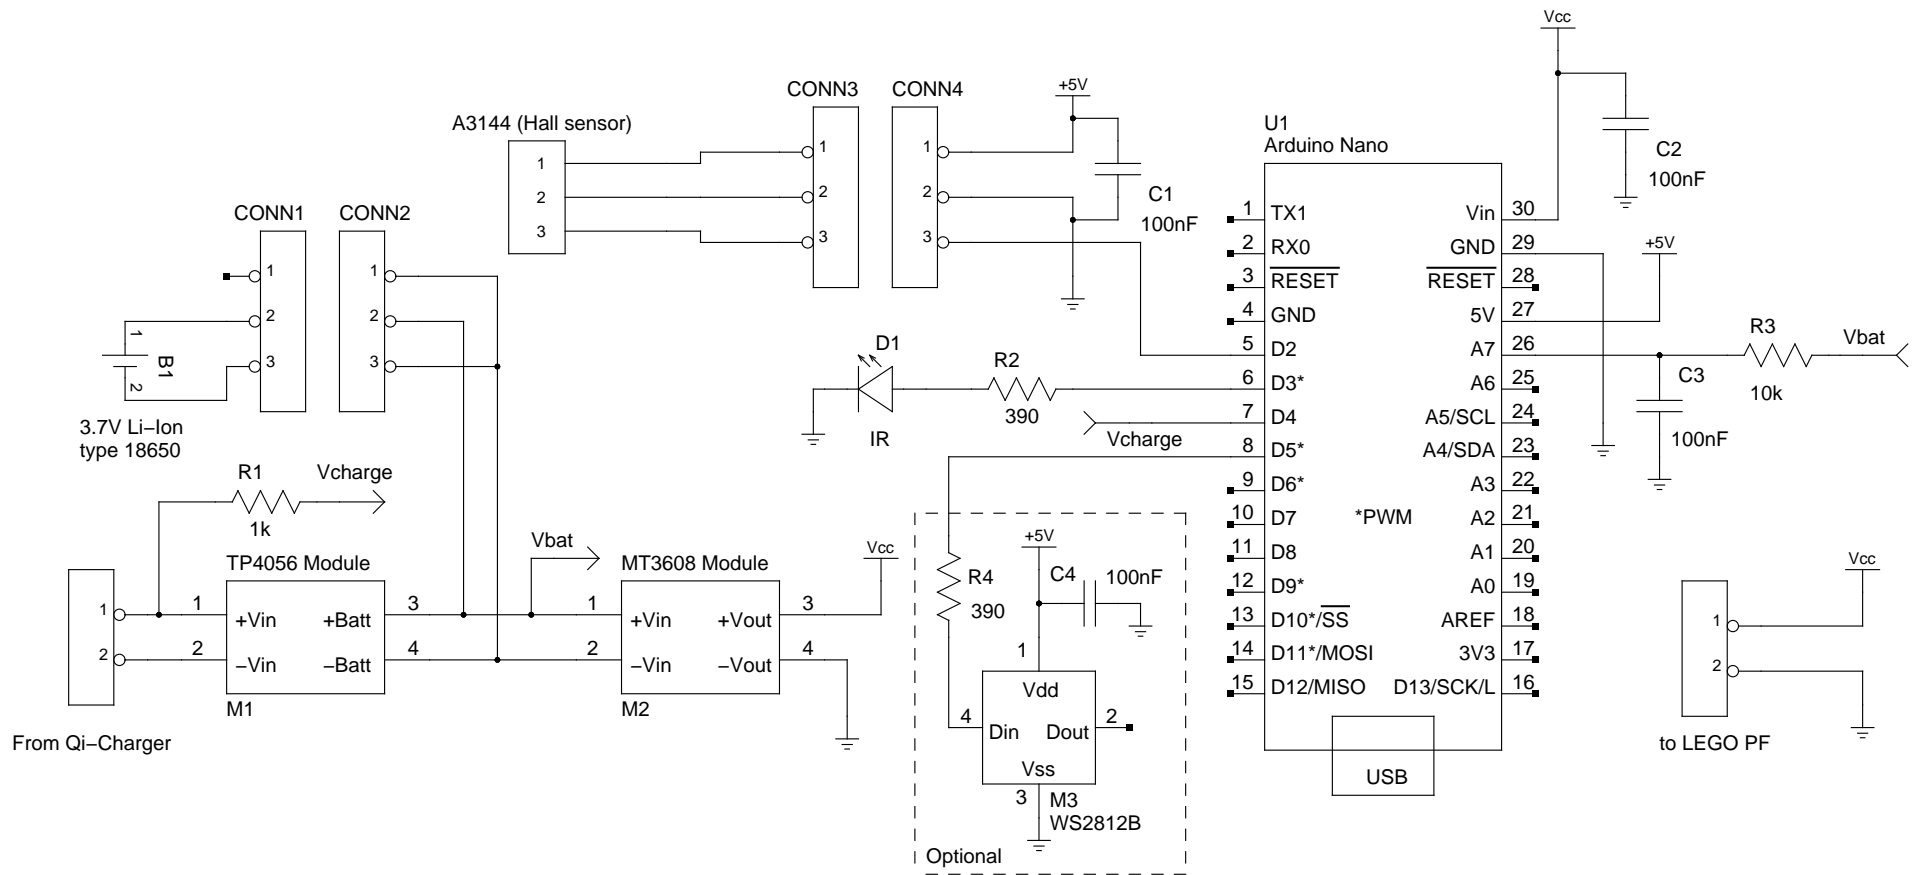 Vcc
CONN3
CONN4
+5V
A3144 (Hall sensor)
1
2
3
1
2
3
1
2
3
C1
100nF
C2
100nF
U1
Arduino Nano
1 TX1
2 RX0
3 RESET
4 GND
5 D2
6 D3*
7 D4
8 D5*
9 D6*
10 D7
11 D8
12 D9*
13 D10*/SS
14 D11*/MOSI
15 D12/MISO
Vin 30
GND 29
RESET 28
5V 27
A7 26
A6 25
A5/SCL 24
A4/SDA 23
A3 22
A2 21
A1 20
A0 19
AREF 18
3V3 17
D13/SCK/L 16
*PWM
USB
+5V
R3
10k
Vbat
C3
100nF
CONN1
CONN2
1
2
3
1
2
3
1
B1
2
3.7V Li-Ion
type 18650
D1
IR
R2
390
Vcharge
R1
1k
Vcharge
1
2
From Qi-Charger
TP4056 Module
1 +Vin
2 -Vin
+Batt 3
-Batt 4
M1
Vbat
MT3608 Module
1 +Vin
2 -Vin
+Vout 3
-Vout 4
M2
Vcc
+5V
R4
390
C4
100nF
1
Vdd
4 Din
Dout 2
Vss
3
M3
WS2812B
Optional
Vcc
1
2
to LEGO PF